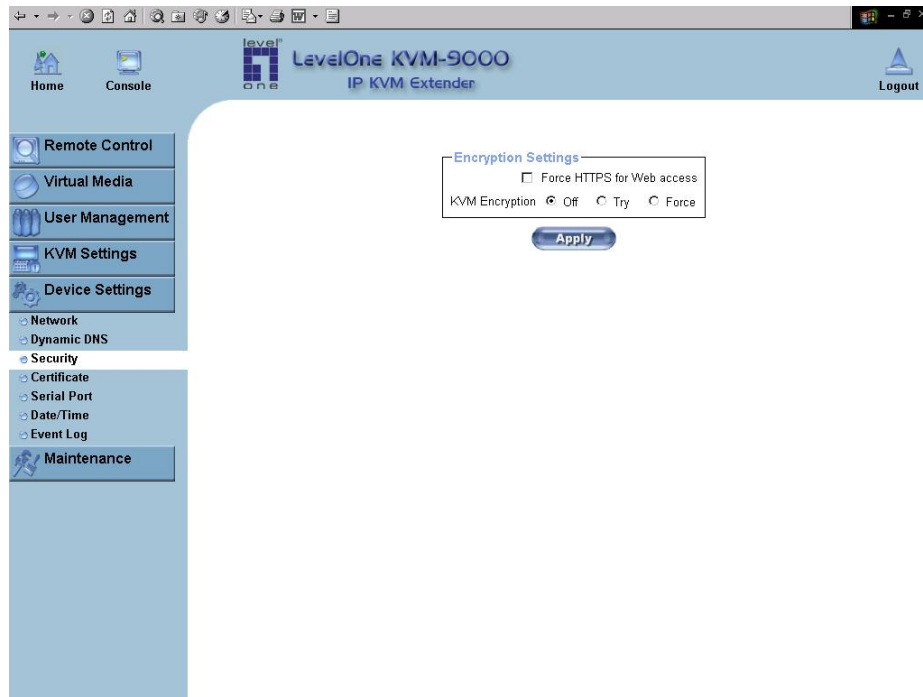 level
one
LevelOne KVM-9000
IP KVM Extender
Home
Console
Logout
Remote Control
Virtual Media
User Management
KVM Settings
Device Settings
Network
Dynamic DNS
Security
Certificate
Serial Port
Date/Time
Event Log
Maintenance
Encryption Settings
Force HTTPS for Web access
KVM Encryption Off Try Force
Apply